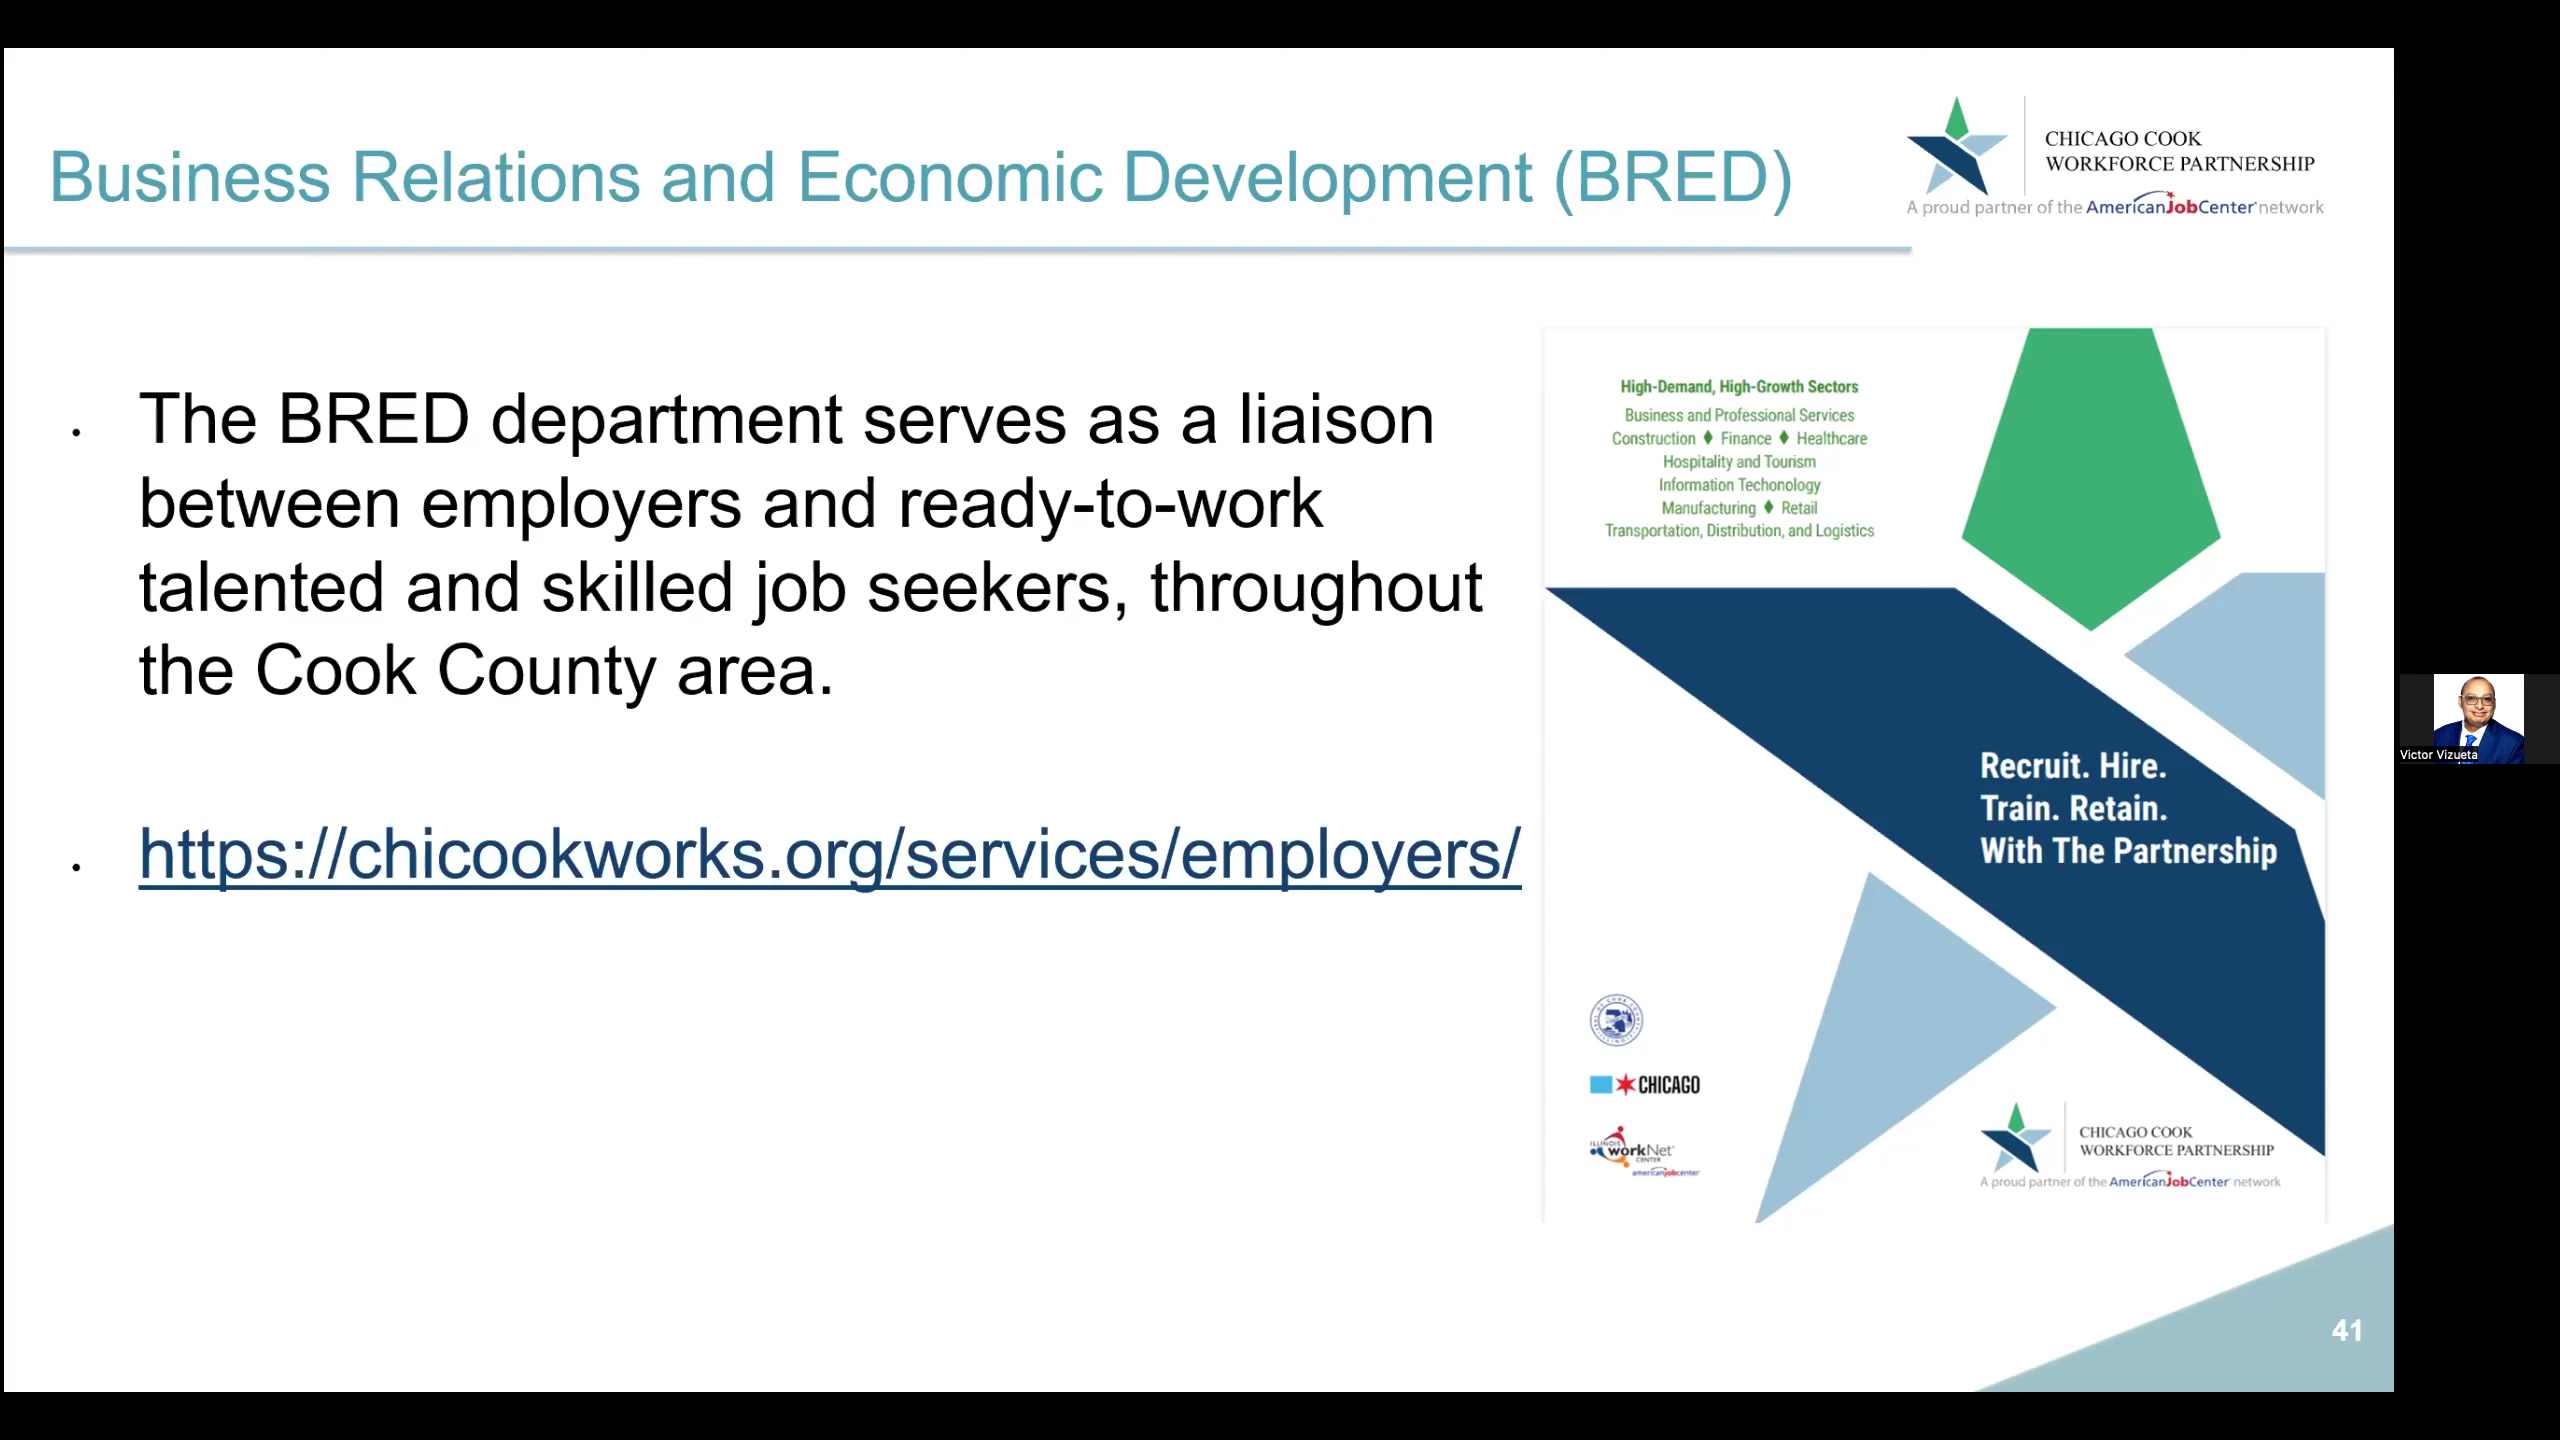 Business Relations and Economic Development (BRED)
CHICAGO COOK
WORKFORCE PARTNERSHIP
A proud partner of the AmericanJobCenter network
• The BRED department serves as a liaison
between employers and ready-to-work
talented and skilled job seekers, throughout
the Cook County area.
• https://chicookworks.org/services/employers/
High-Demand, High-Growth Sectors
Business and Professional Services
Construction ♦ Finance ♦ Healthcare
Hospitality and Tourism
Information Techonology
Manufacturing ♦ Retail
Transportation, Distribution, and Logistics
Recruit. Hire.
Train. Retain.
With The Partnership
CHICAGO
ILLINOIS
workNet
CENTER
americanjobcenter
CHICAGO COOK
WORKFORCE PARTNERSHIP
A proud partner of the AmericanJobCenter network
41
Victor Vizueta